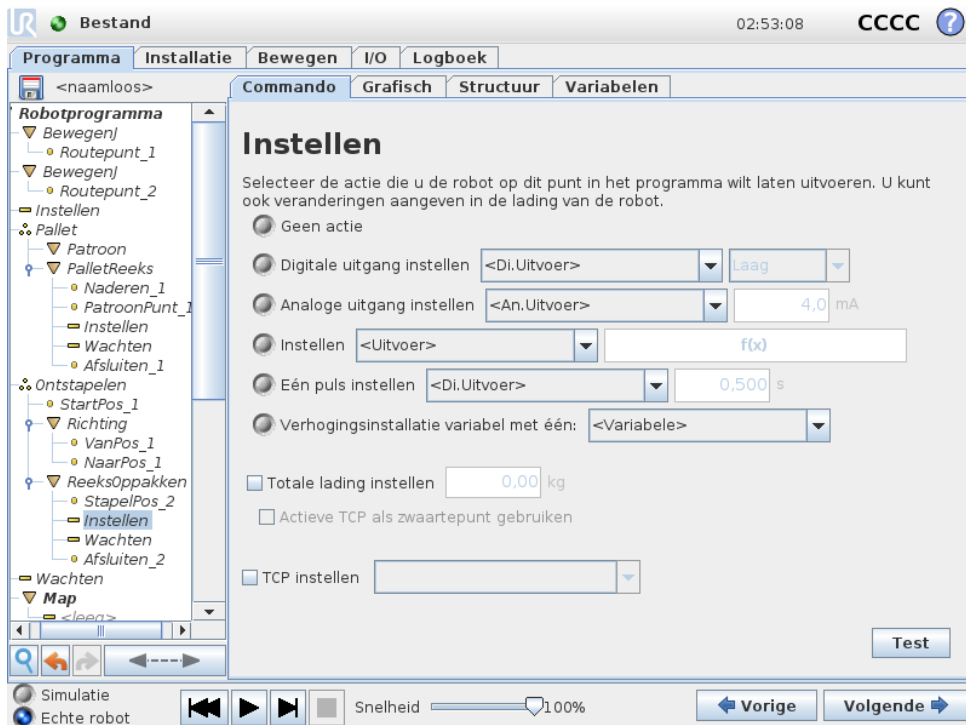 UR Bestand 02:53:08 CCCC ?
Programma Installatie Bewegen I/O Logboek
<naamloos>
Commando Grafisch Structuur Variabelen
Robotprogramma
BewegenJ
Routepunt_1
BewegenJ
Routepunt_2
Instellen
Pallet
Patroon
PalletReeks
Naderen_1
PatroonPunt_1
Instellen
Wachten
Afsluiten_1
Ontstapelen
StartPos_1
Richting
VanPos_1
NaarPos_1
ReeksOppakken
StapelPos_2
Instellen
Wachten
Afsluiten_2
Wachten
Map
<leeg>
Instellen
Selecteer de actie die u de robot op dit punt in het programma wilt laten uitvoeren. U kunt
ook veranderingen aangeven in de lading van de robot.
Geen actie
Digitale uitgang instellen <Di.Uitvoer> Laag
Analoge uitgang instellen <An.Uitvoer> 4,0 mA
Instellen <Uitvoer> f(x)
Eén puls instellen <Di.Uitvoer> 0,500 s
Verhogingsinstallatie variabel met één: <Variabele>
Totale lading instellen 0,00 kg
Actieve TCP als zwaartepunt gebruiken
TCP instellen
Test
Simulatie
Echte robot
Snelheid 100%
Vorige Volgende